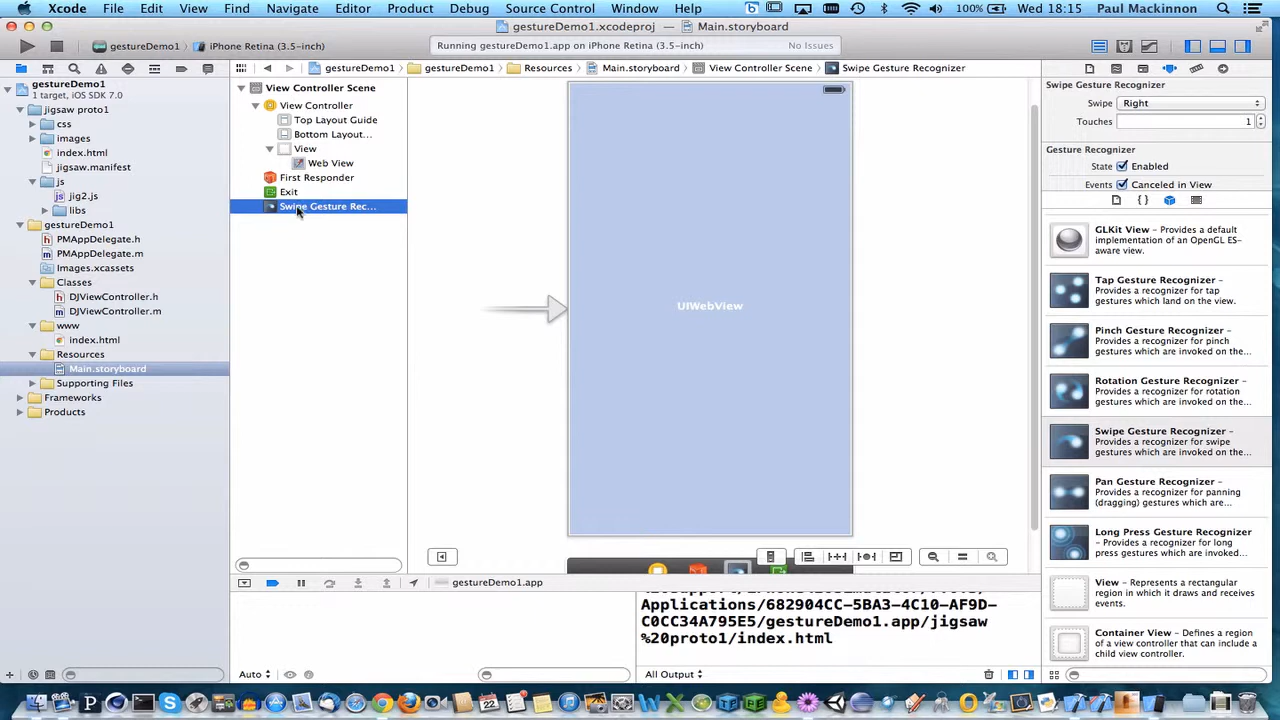 Xcode File Edit View Find Navigate Editor Product Debug Source Control Window Help 100% Wed 18:15 Paul Mackinnon
gestureDemo1.xcodeproj — Main.storyboard
gestureDemo1 iPhone Retina (3.5-inch) Running gestureDemo1.app on iPhone Retina (3.5-inch) No Issues
gestureDemo1 gestureDemo1 Resources Main.storyboard View Controller Scene Swipe Gesture Recognizer
gestureDemo1
1 target, iOS SDK 7.0
jigsaw proto1
css
images
index.html
jigsaw.manifest
js
jig2.js
libs
gestureDemo1
PMAppDelegate.h
PMAppDelegate.m
Images.xcassets
Classes
DJViewController.h
DJViewController.m
www
index.html
Resources
Main.storyboard
Supporting Files
Frameworks
Products
View Controller Scene
View Controller
Top Layout Guide
Bottom Layout...
View
Web View
First Responder
Exit
Swipe Gesture Rec...
UIWebView
Swipe Gesture Recognizer
Swipe Right
Touches 1
Gesture Recognizer
State Enabled
Events Canceled in View
GLKit View – Provides a default
implementation of an OpenGL ES-
aware view.
Tap Gesture Recognizer –
Provides a recognizer for tap
gestures which land on the view.
Pinch Gesture Recognizer –
Provides a recognizer for pinch
gestures which are invoked on the...
Rotation Gesture Recognizer –
Provides a recognizer for rotation
gestures which are invoked on the...
Swipe Gesture Recognizer –
Provides a recognizer for swipe
gestures which are invoked on the...
Pan Gesture Recognizer –
Provides a recognizer for panning
(dragging) gestures which are...
Long Press Gesture Recognizer
– Provides a recognizer for long
press gestures which are invoked...
View – Represents a rectangular
region in which it draws and receives
events.
Container View – Defines a region
of a view controller that can include a
child view controller.
gestureDemo1.app
Applications/682904CC-5BA3-4C10-AF9D-
C0CC34A795E5/gestureDemo1.app/jigsaw
%20proto1/index.html
Auto All Output